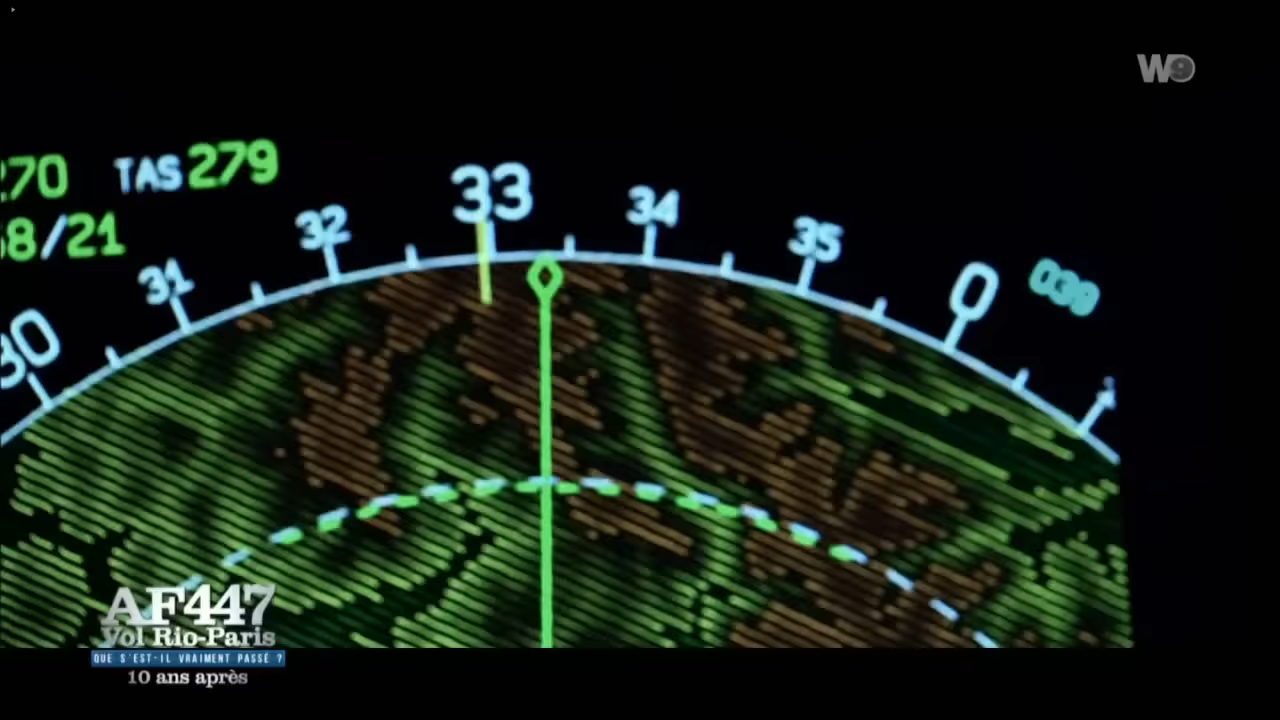 W9
270 TAS 279
8/21
30
31
32
33
34
35
0
039
AF447
Vol Rio-Paris
QUE S'EST-IL VRAIMENT PASSÉ ?
10 ans après